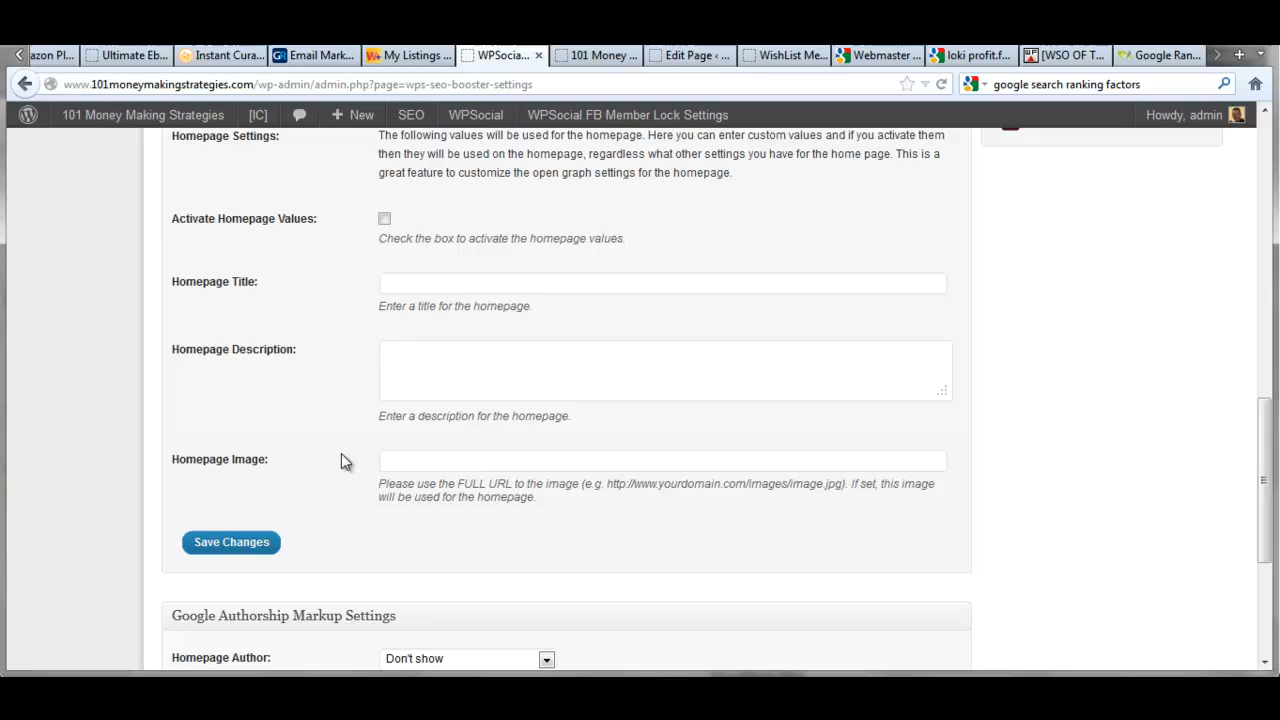 azon Pl...
Ultimate Eb...
Instant Cura...
Email Mark...
My Listings ...
WPSocial...
101 Money ...
Edit Page ‹ ...
WishList Me...
Webmaster ...
loki profit.f...
[WSO OF T...
Google Ran...
www.101moneymakingstrategies.com/wp-admin/admin.php?page=wps-seo-booster-settings
google search ranking factors
101 Money Making Strategies
[IC]
New
SEO
WPSocial
WPSocial FB Member Lock Settings
Howdy, admin
Homepage Settings:
The following values will be used for the homepage. Here you can enter custom values and if you activate them
then they will be used on the homepage, regardless what other settings you have for the home page. This is a
great feature to customize the open graph settings for the homepage.
Activate Homepage Values:
Check the box to activate the homepage values.
Homepage Title:
Enter a title for the homepage.
Homepage Description:
Enter a description for the homepage.
Homepage Image:
Please use the FULL URL to the image (e.g. http://www.yourdomain.com/images/image.jpg). If set, this image
will be used for the homepage.
Save Changes
Google Authorship Markup Settings
Homepage Author:
Don't show